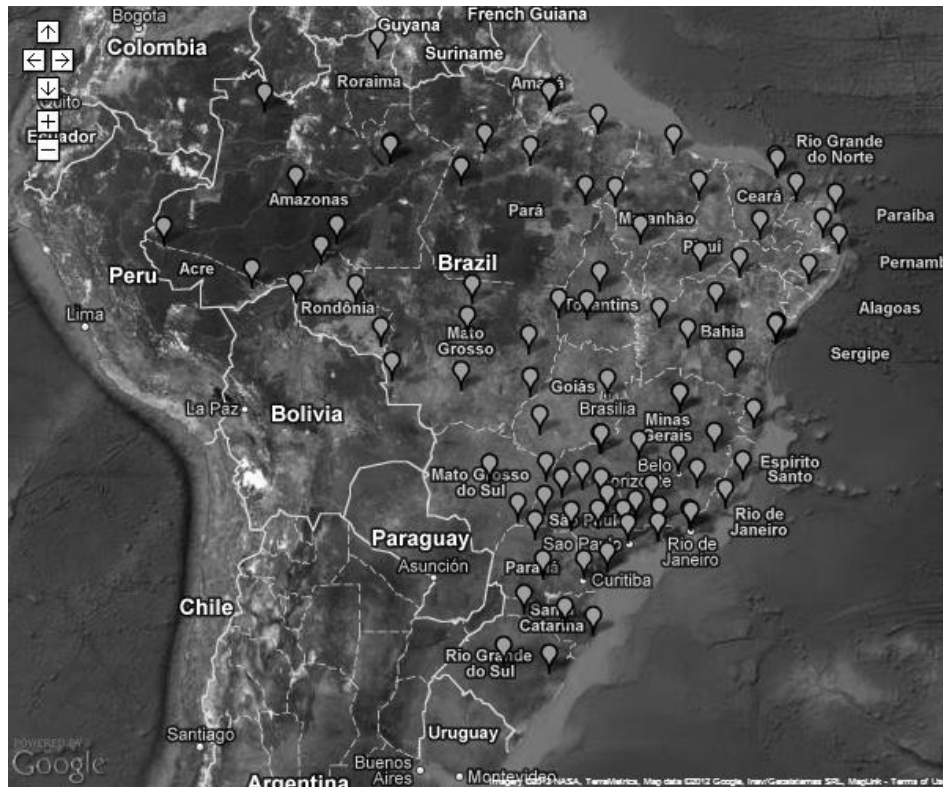 Bogota
French Guiana
Guyana
Colombia
Suriname
Roraima
Amapá
Quito
Ecuador
Rio Grande
do Norte
Amazonas
Ceará
Pará
Maranhão
Paraíba
Piauí
Acre
Brazil
Peru
Rondônia
Tocantins
Alagoas
Lima
Mato
Grosso
Bahia
Sergipe
Goiás
La Paz
Bolivia
Brasilia
Minas
Gerais
Mato Grosso
do Sul
Belo
Espírito
Santo
Rio de
Janeiro
Paraguay
Sao Paulo
Rio de
Janeiro
Asunción
Curitiba
Chile
Santa
Catarina
Rio Grande
do Sul
Santiago
Uruguay
POWERED BY
Google
Buenos
Aires
Montevideo
Argentina